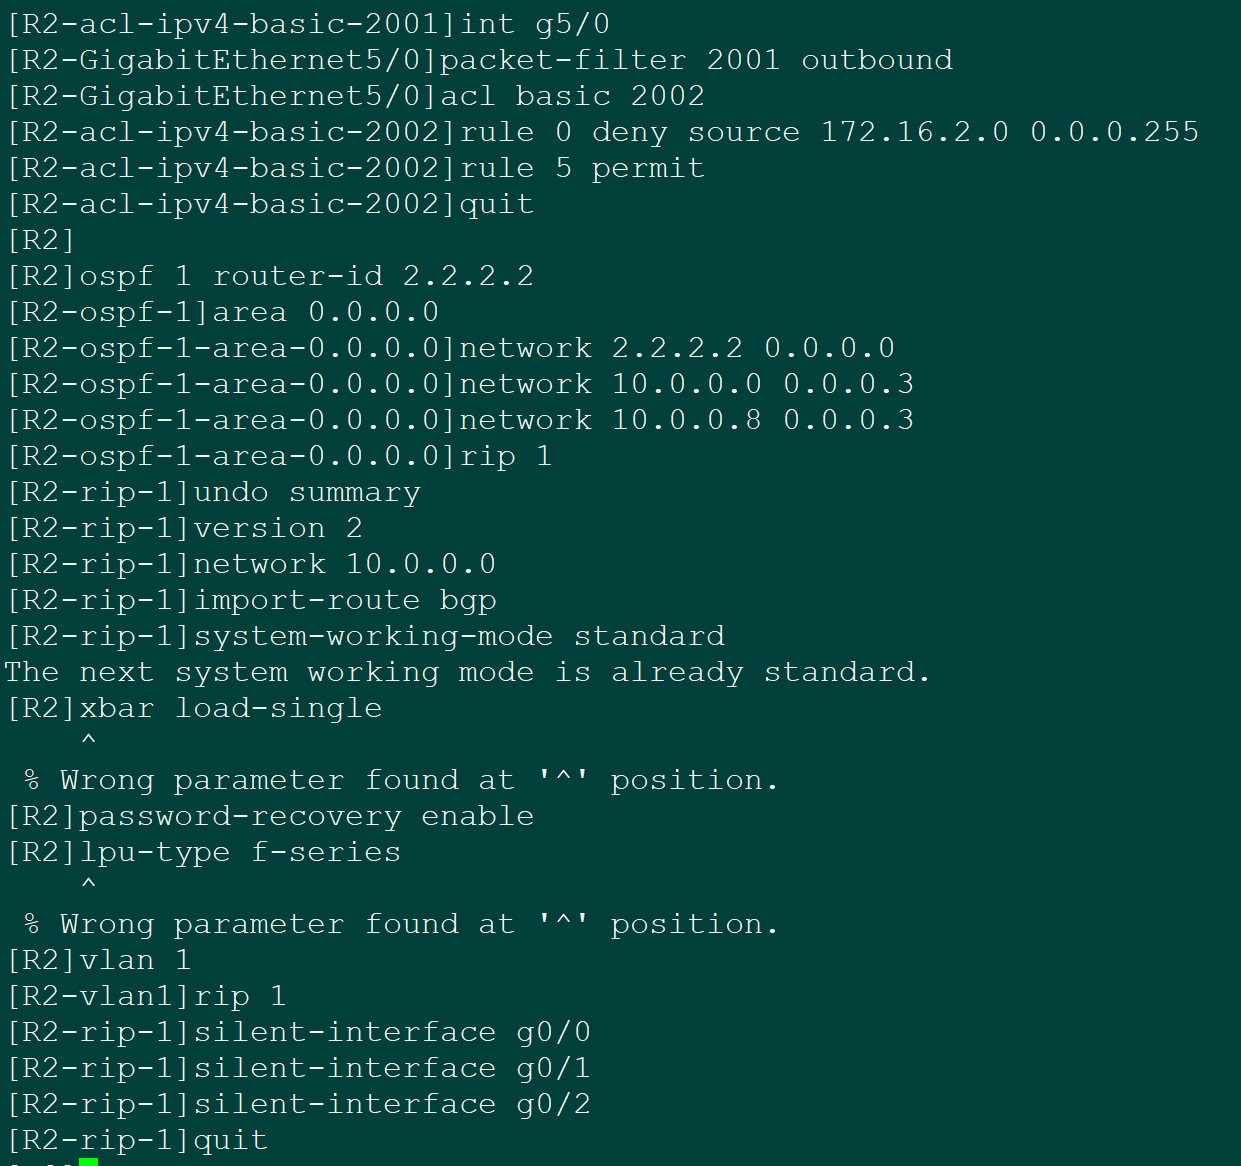 [R2-acl-ipv4-basic-2001]int g5/0
[R2-GigabitEthernet5/0]packet-filter 2001 outbound
[R2-GigabitEthernet5/0]acl basic 2002
[R2-acl-ipv4-basic-2002]rule 0 deny source 172.16.2.0 0.0.0.255
[R2-acl-ipv4-basic-2002]rule 5 permit
[R2-acl-ipv4-basic-2002]quit
[R2]
[R2]ospf 1 router-id 2.2.2.2
[R2-ospf-1]area 0.0.0.0
[R2-ospf-1-area-0.0.0.0]network 2.2.2.2 0.0.0.0
[R2-ospf-1-area-0.0.0.0]network 10.0.0.0 0.0.0.3
[R2-ospf-1-area-0.0.0.0]network 10.0.0.8 0.0.0.3
[R2-ospf-1-area-0.0.0.0]rip 1
[R2-rip-1]undo summary
[R2-rip-1]version 2
[R2-rip-1]network 10.0.0.0
[R2-rip-1]import-route bgp
[R2-rip-1]system-working-mode standard
The next system working mode is already standard.
[R2]xbar load-single
    ^
 % Wrong parameter found at '^' position.
[R2]password-recovery enable
[R2]lpu-type f-series
    ^
 % Wrong parameter found at '^' position.
[R2]vlan 1
[R2-vlan1]rip 1
[R2-rip-1]silent-interface g0/0
[R2-rip-1]silent-interface g0/1
[R2-rip-1]silent-interface g0/2
[R2-rip-1]quit